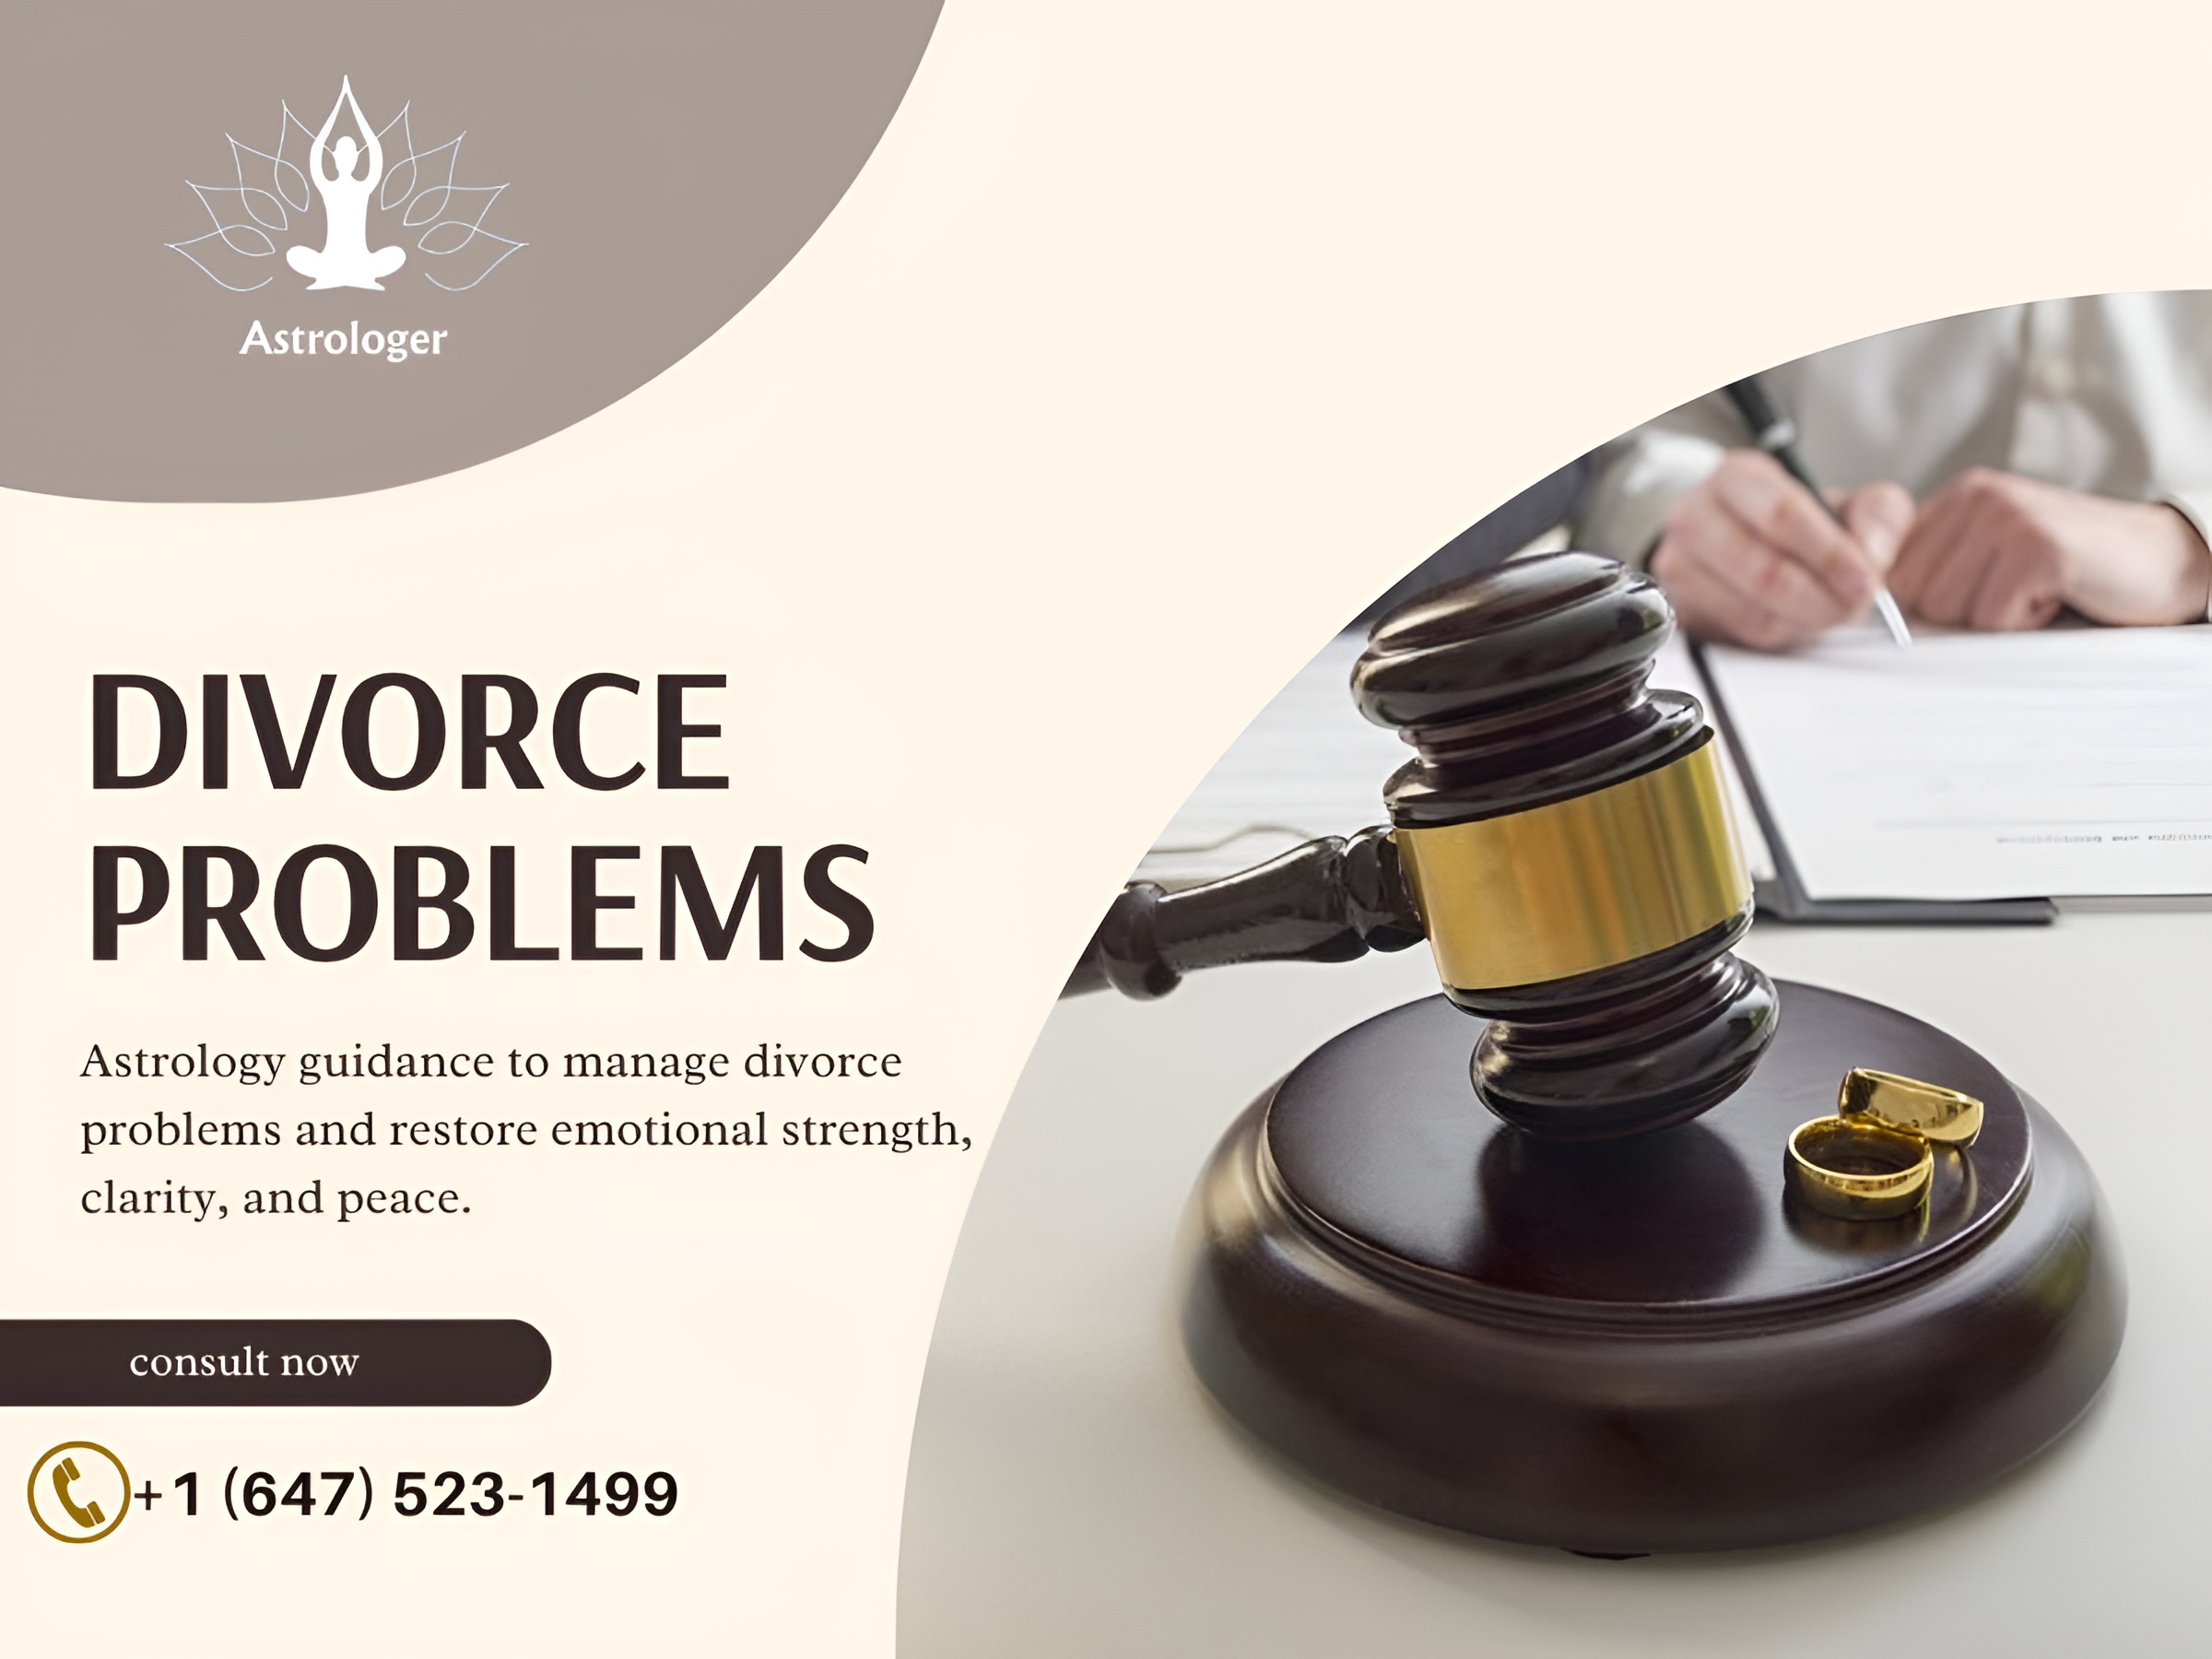 Astrologer
DIVORCE
PROBLEMS
Astrology guidance to manage divorce
problems and restore emotional strength,
clarity, and peace.
consult now
+1 (647) 523-1499